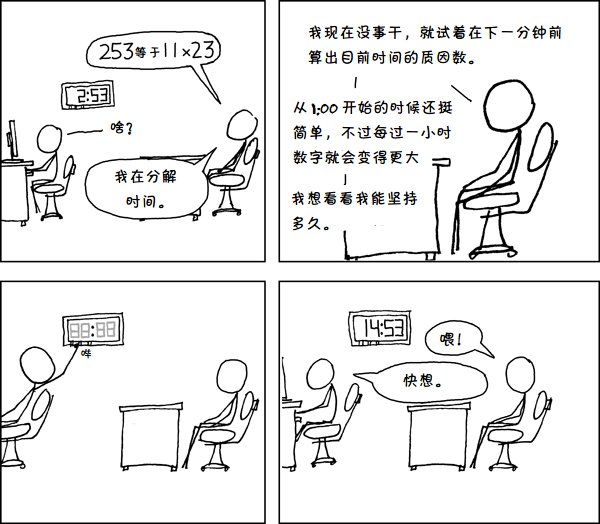 253等于11×23
2:53
啥?
我在分解
时间。
我现在没事干，就试着在下一分钟前
算出目前时间的质因数。
从1:00开始的时候还挺
简单，不过每过一小时
数字就会变得更大
我想看看我能坚持
多久。
88:88
哔
14:53
喂！
快想。